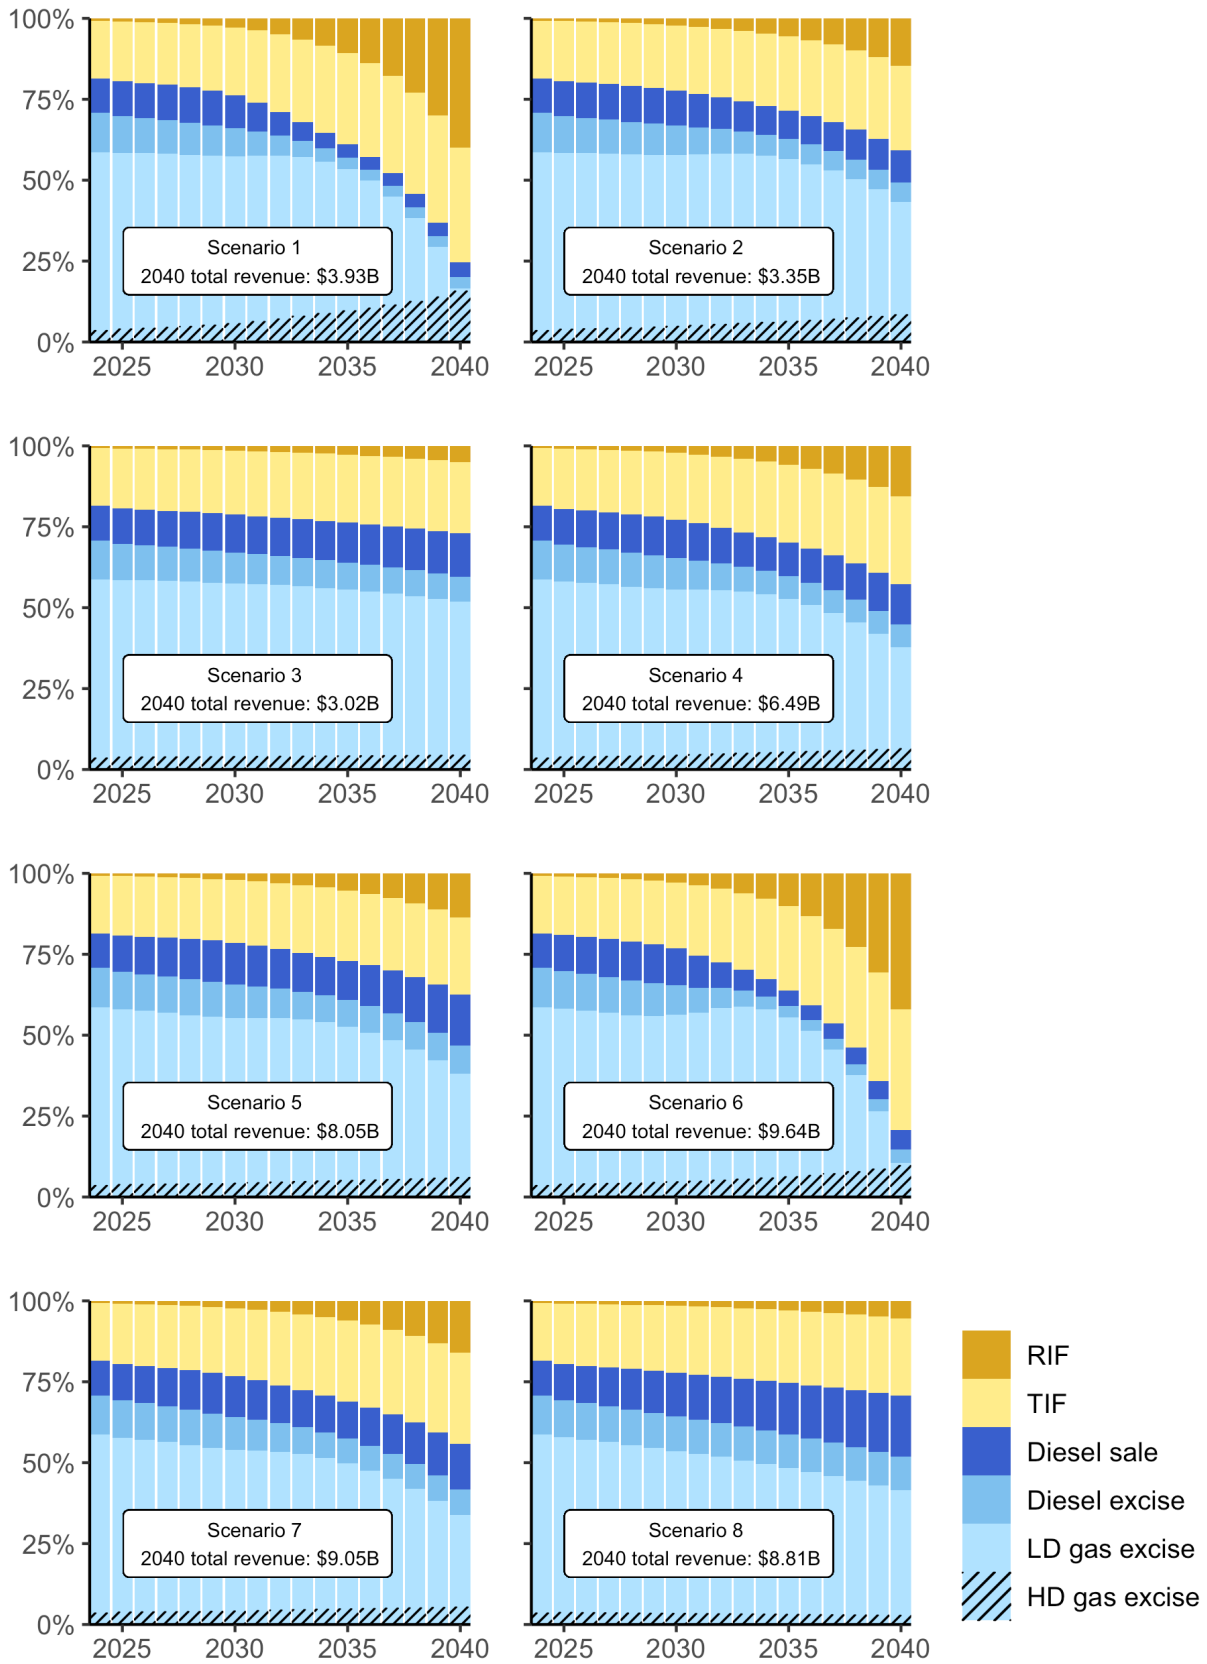 100%
75%
50%
25%
0%
Scenario 1
2040 total revenue: $3.93B
2025 2030 2035 2040
Scenario 2
2040 total revenue: $3.35B
2025 2030 2035 2040
100%
75%
50%
25%
0%
Scenario 3
2040 total revenue: $3.02B
2025 2030 2035 2040
Scenario 4
2040 total revenue: $6.49B
2025 2030 2035 2040
100%
75%
50%
25%
0%
Scenario 5
2040 total revenue: $8.05B
2025 2030 2035 2040
Scenario 6
2040 total revenue: $9.64B
2025 2030 2035 2040
100%
75%
50%
25%
0%
Scenario 7
2040 total revenue: $9.05B
2025 2030 2035 2040
Scenario 8
2040 total revenue: $8.81B
2025 2030 2035 2040
RIF
TIF
Diesel sale
Diesel excise
LD gas excise
HD gas excise